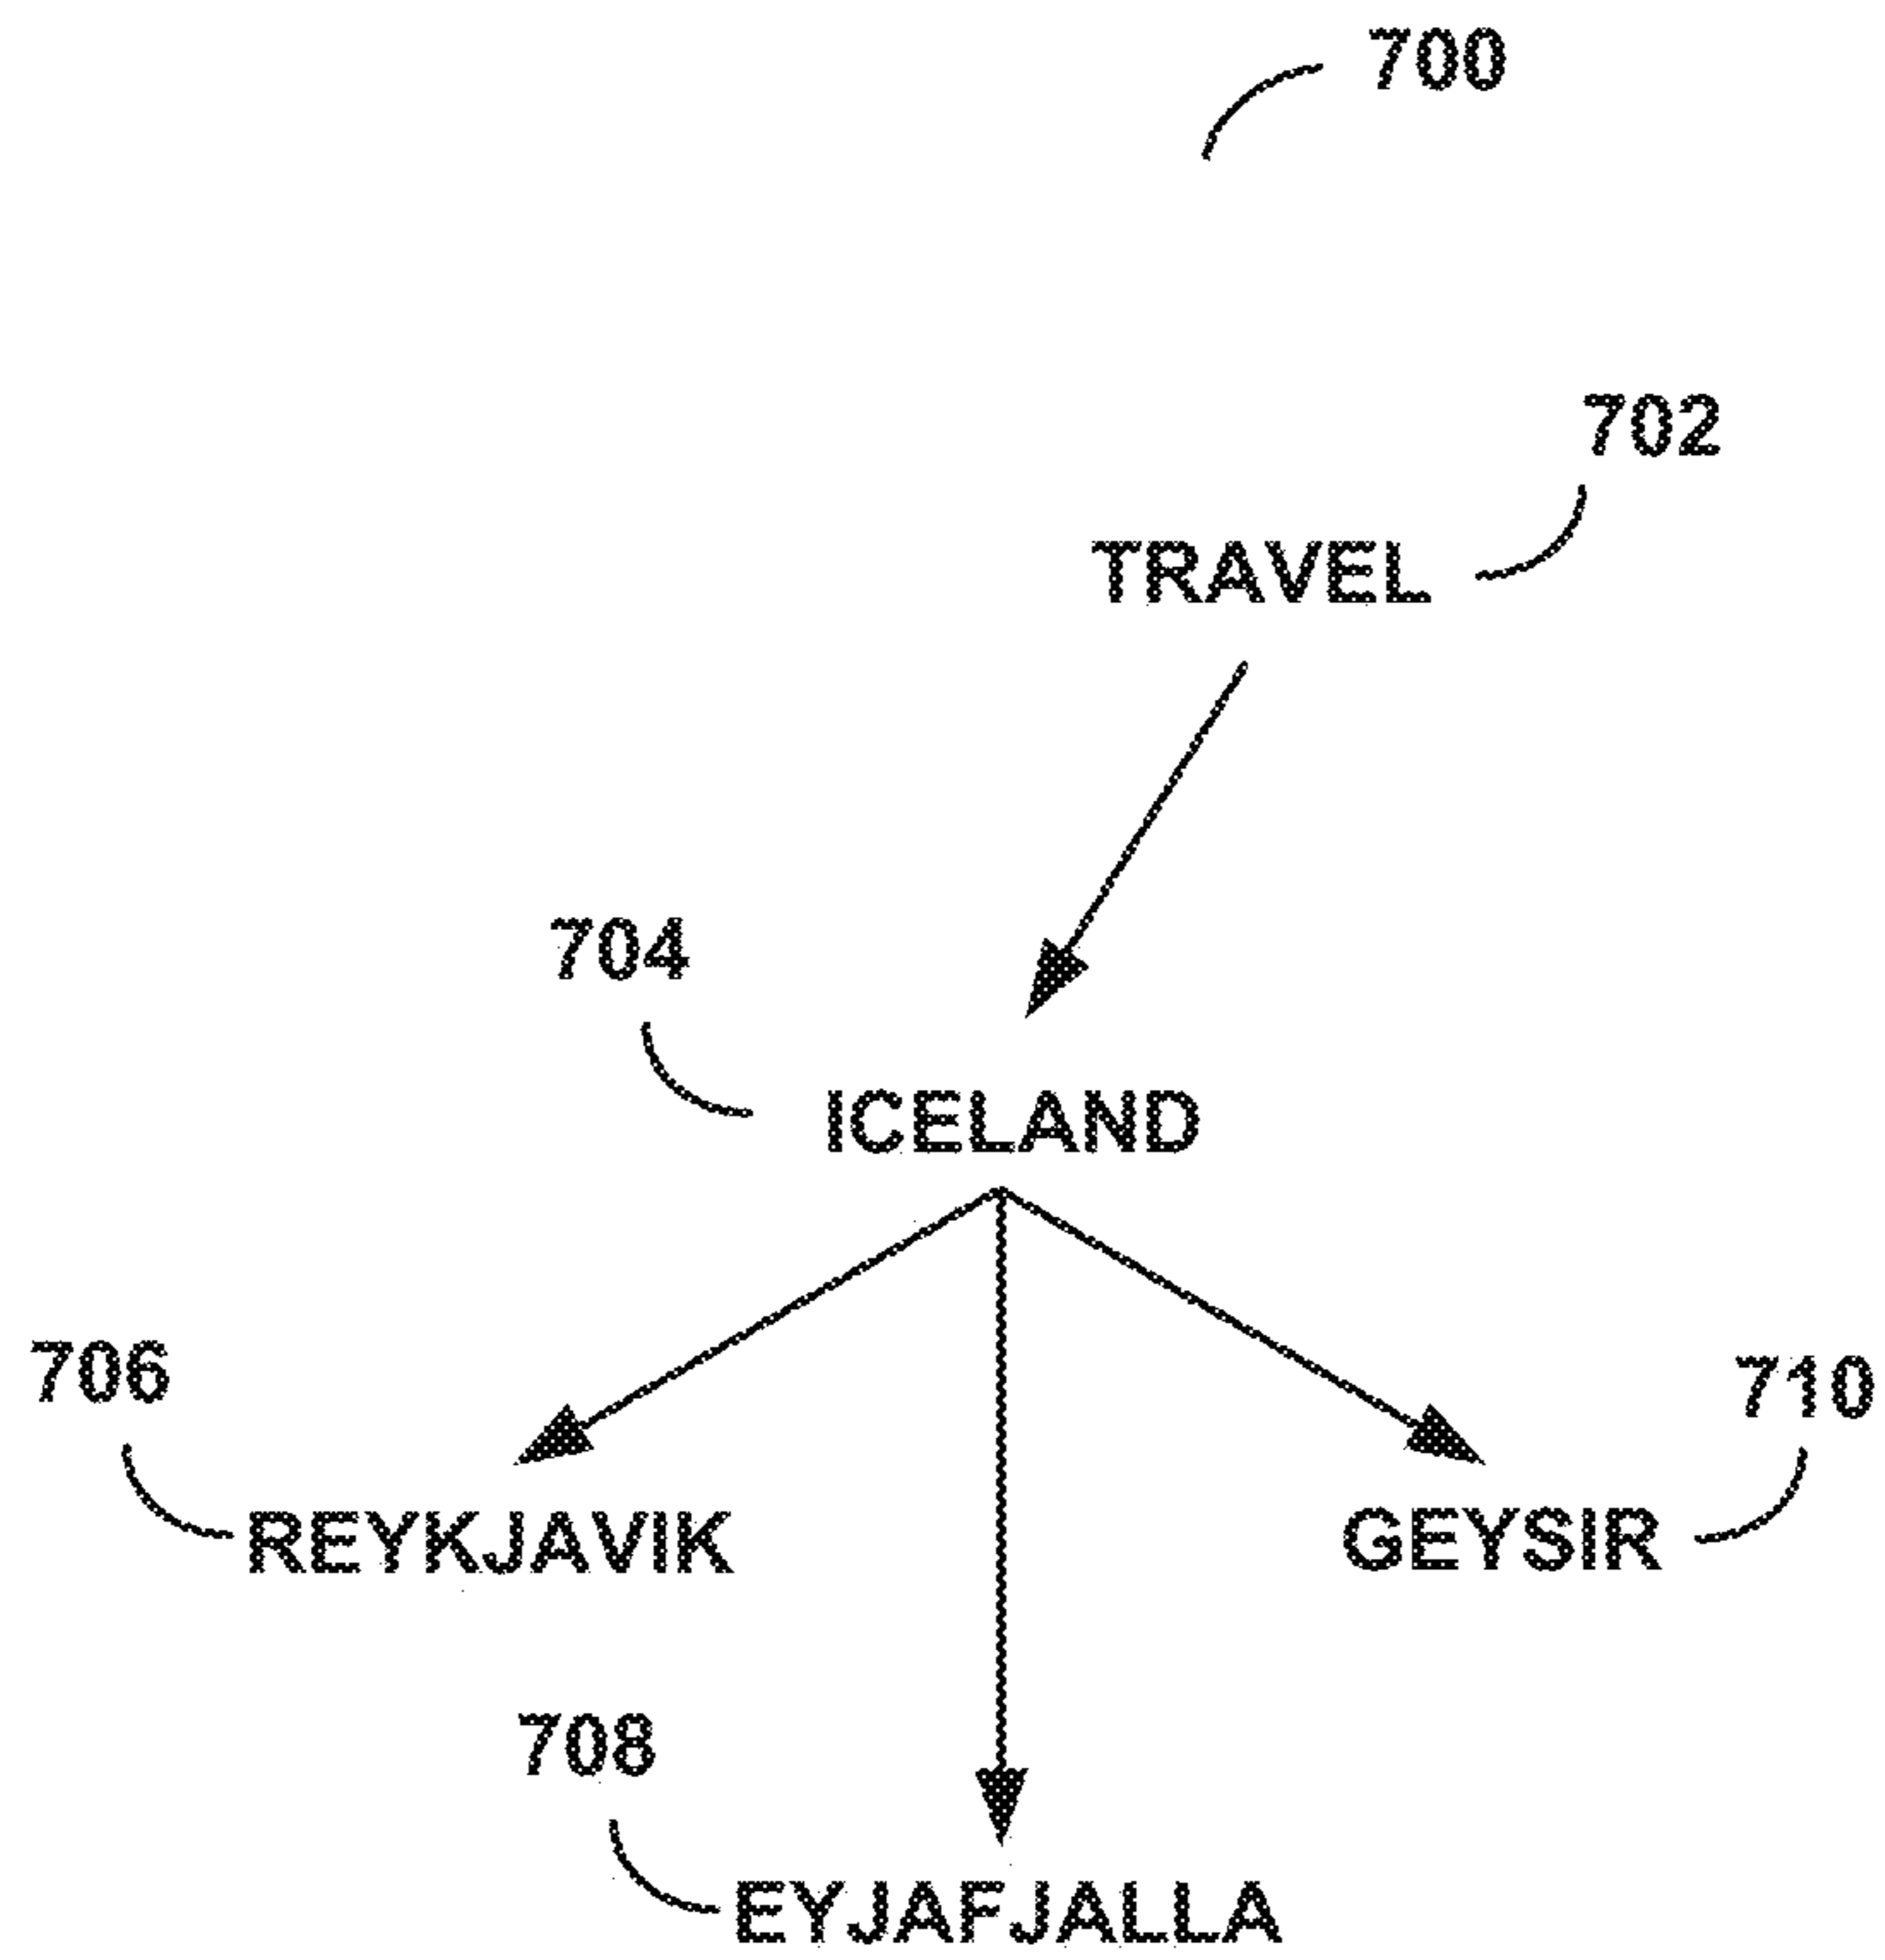 700
702
TRAVEL
704
ICELAND
706
710
REYKJAVIK
GEYSIR
708
EYJAFJALLA